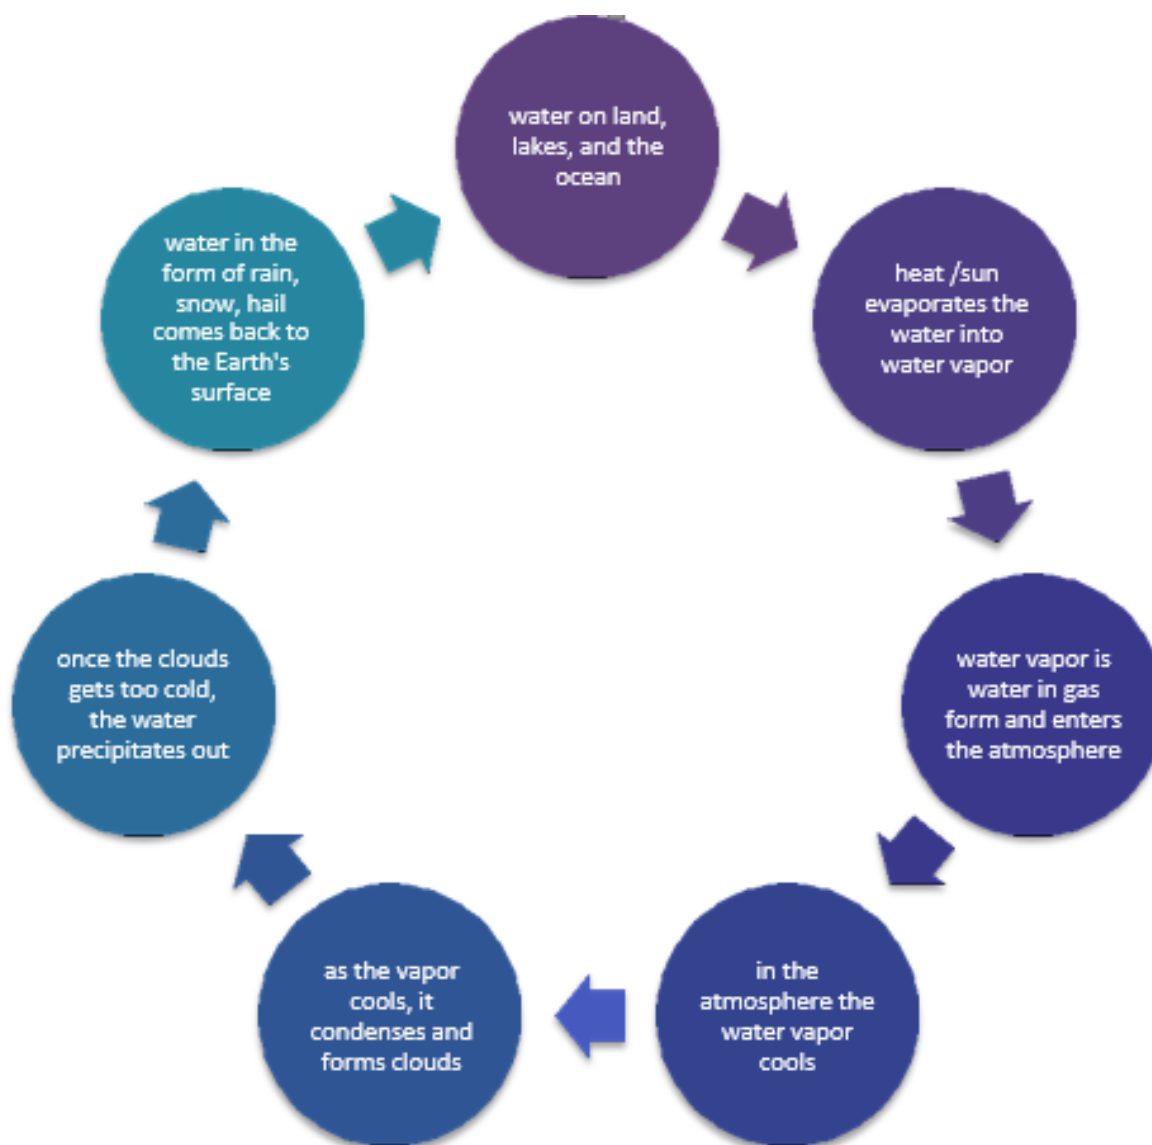 water on land,
lakes, and the
ocean
heat /sun
evaporates the
water into
water vapor
water vapor is
water in gas
form and enters
the atmosphere
in the
atmosphere the
water vapor
cools
as the vapor
cools, it
condenses and
forms clouds
once the clouds
gets too cold,
the water
precipitates out
water in the
form of rain,
snow, hail
comes back to
the Earth's
surface